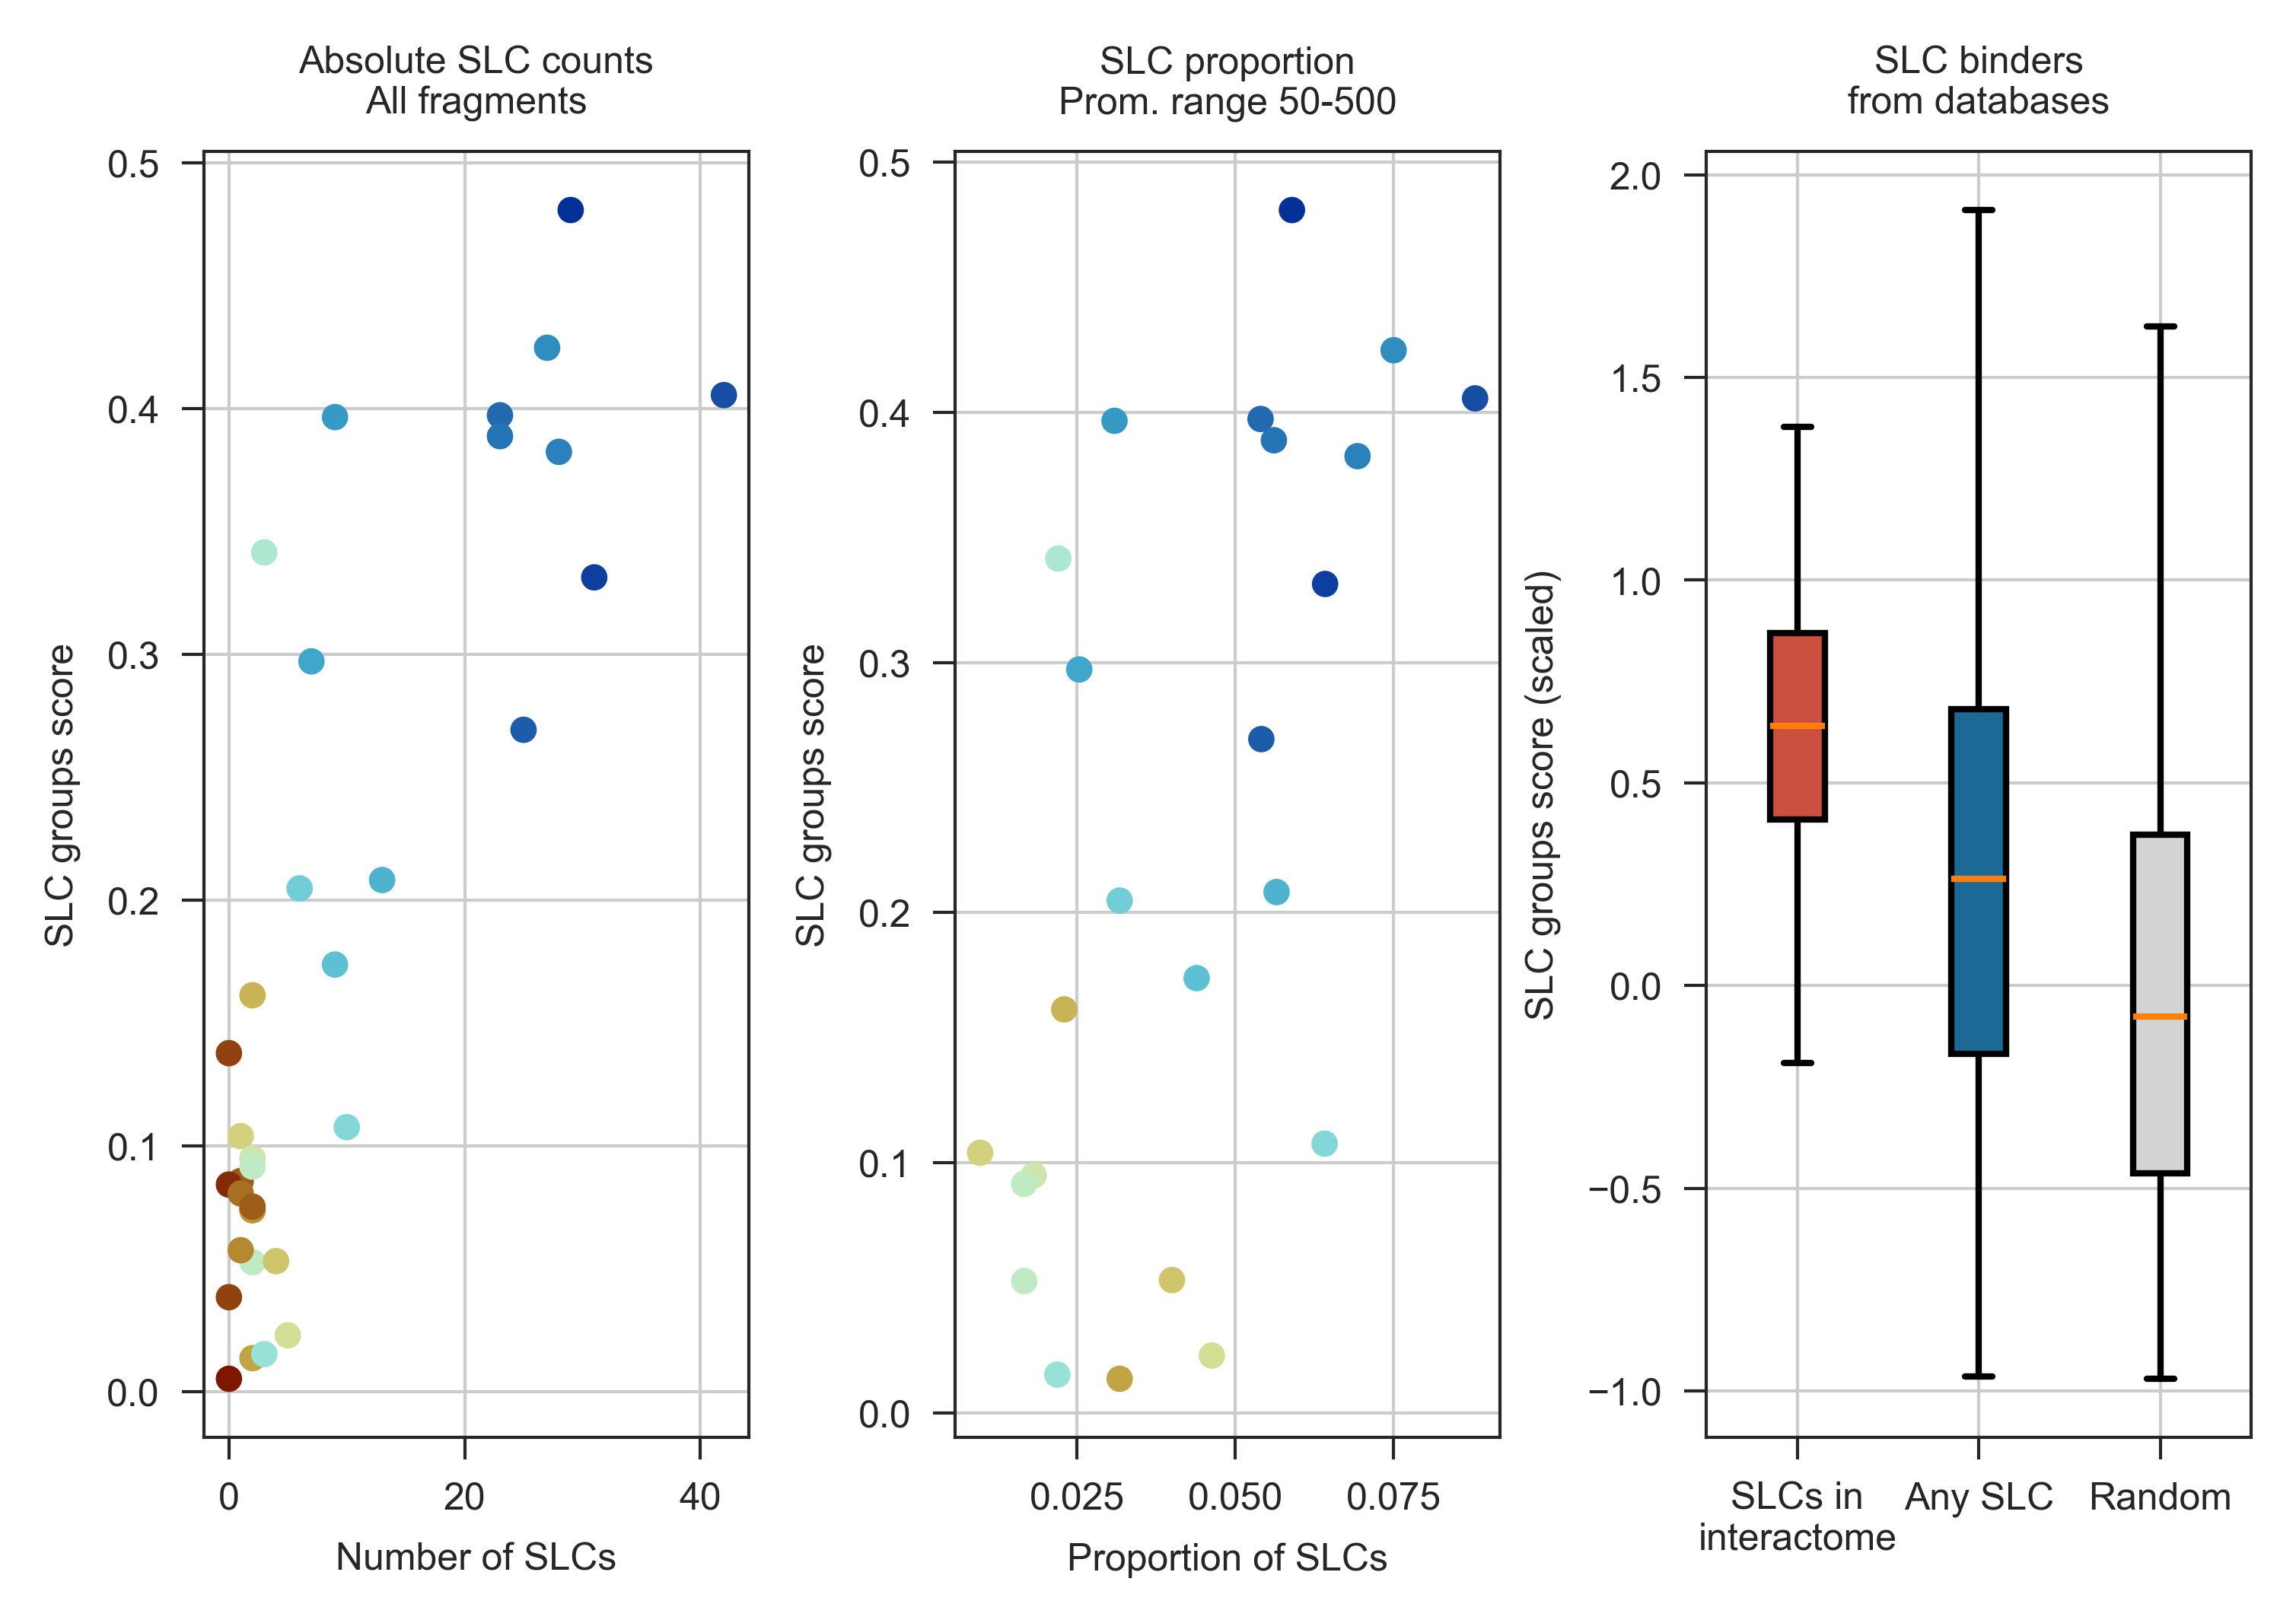 Absolute SLC counts
All fragments
0.5
0.4
0.3
0.2
0.1
0.0
SLC groups score
0
20
40
Number of SLCs
SLC proportion
Prom. range 50-500
0.5
0.4
0.3
0.2
0.1
0.0
SLC groups score
0.025
0.050
0.075
Proportion of SLCs
SLC binders
from databases
2.0
1.5
1.0
0.5
0.0
−0.5
−1.0
SLC groups score (scaled)
SLCs in
interactome
Any SLC
Random